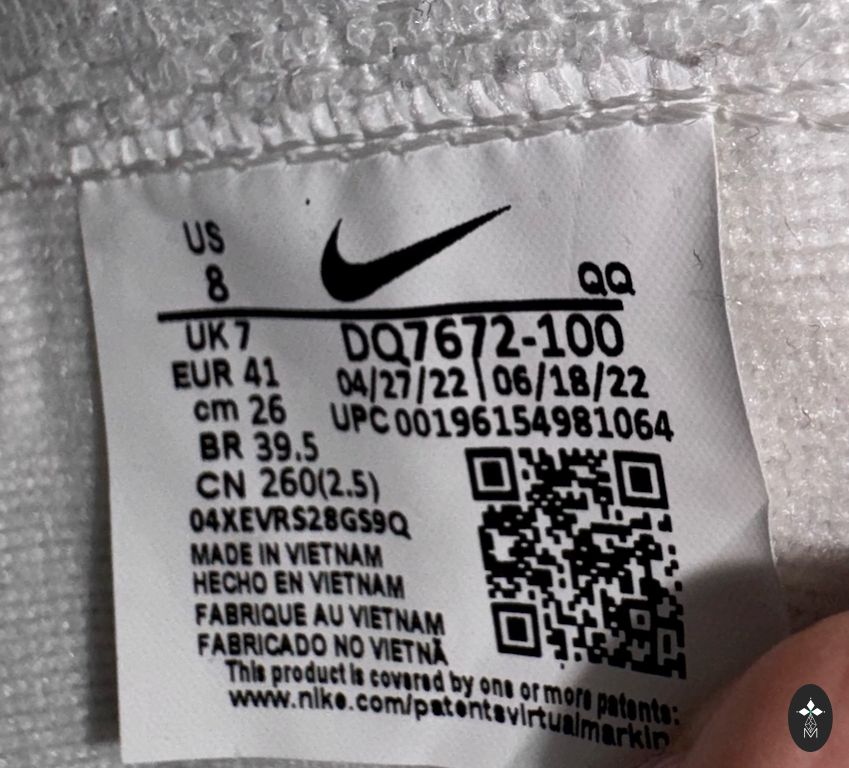 US
8
QQ
UK 7
DQ7672-100
EUR 41
04/27/22 06/18/22
cm 26
UPC 00196154981064
BR 39.5
CN 260(2.5)
04XEVRS28GS9Q
MADE IN VIETNAM
HECHO EN VIETNAM
FABRIQUE AU VIETNAM
FABRICADO NO VIETNÃ
This product is covered by one or more patents:
www.nike.com/patentsvirtualmarkin
M